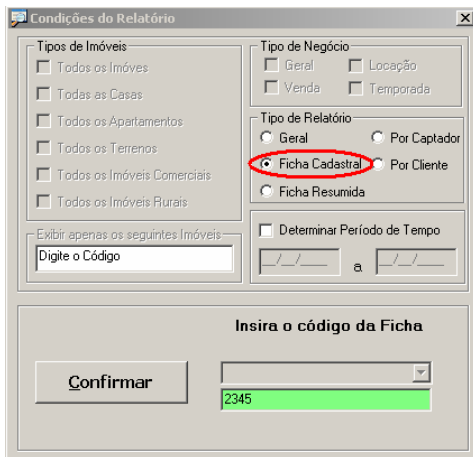 Condições do Relatório
Tipos de Imóveis
Todos os Imóves
Todas as Casas
Todos os Apartamentos
Todos os Terrenos
Todos os Imóveis Comerciais
Todos os Imóveis Rurais
Exibir apenas os seguintes Imóveis
Digite o Código
Tipo de Negócio
Geral Locação
Venda Temporada
Tipo de Relatório
Geral Por Captador
Ficha Cadastral Por Cliente
Ficha Resumida
Determinar Período de Tempo
__/__/____ a __/__/____
Insira o código da Ficha
Confirmar
2345